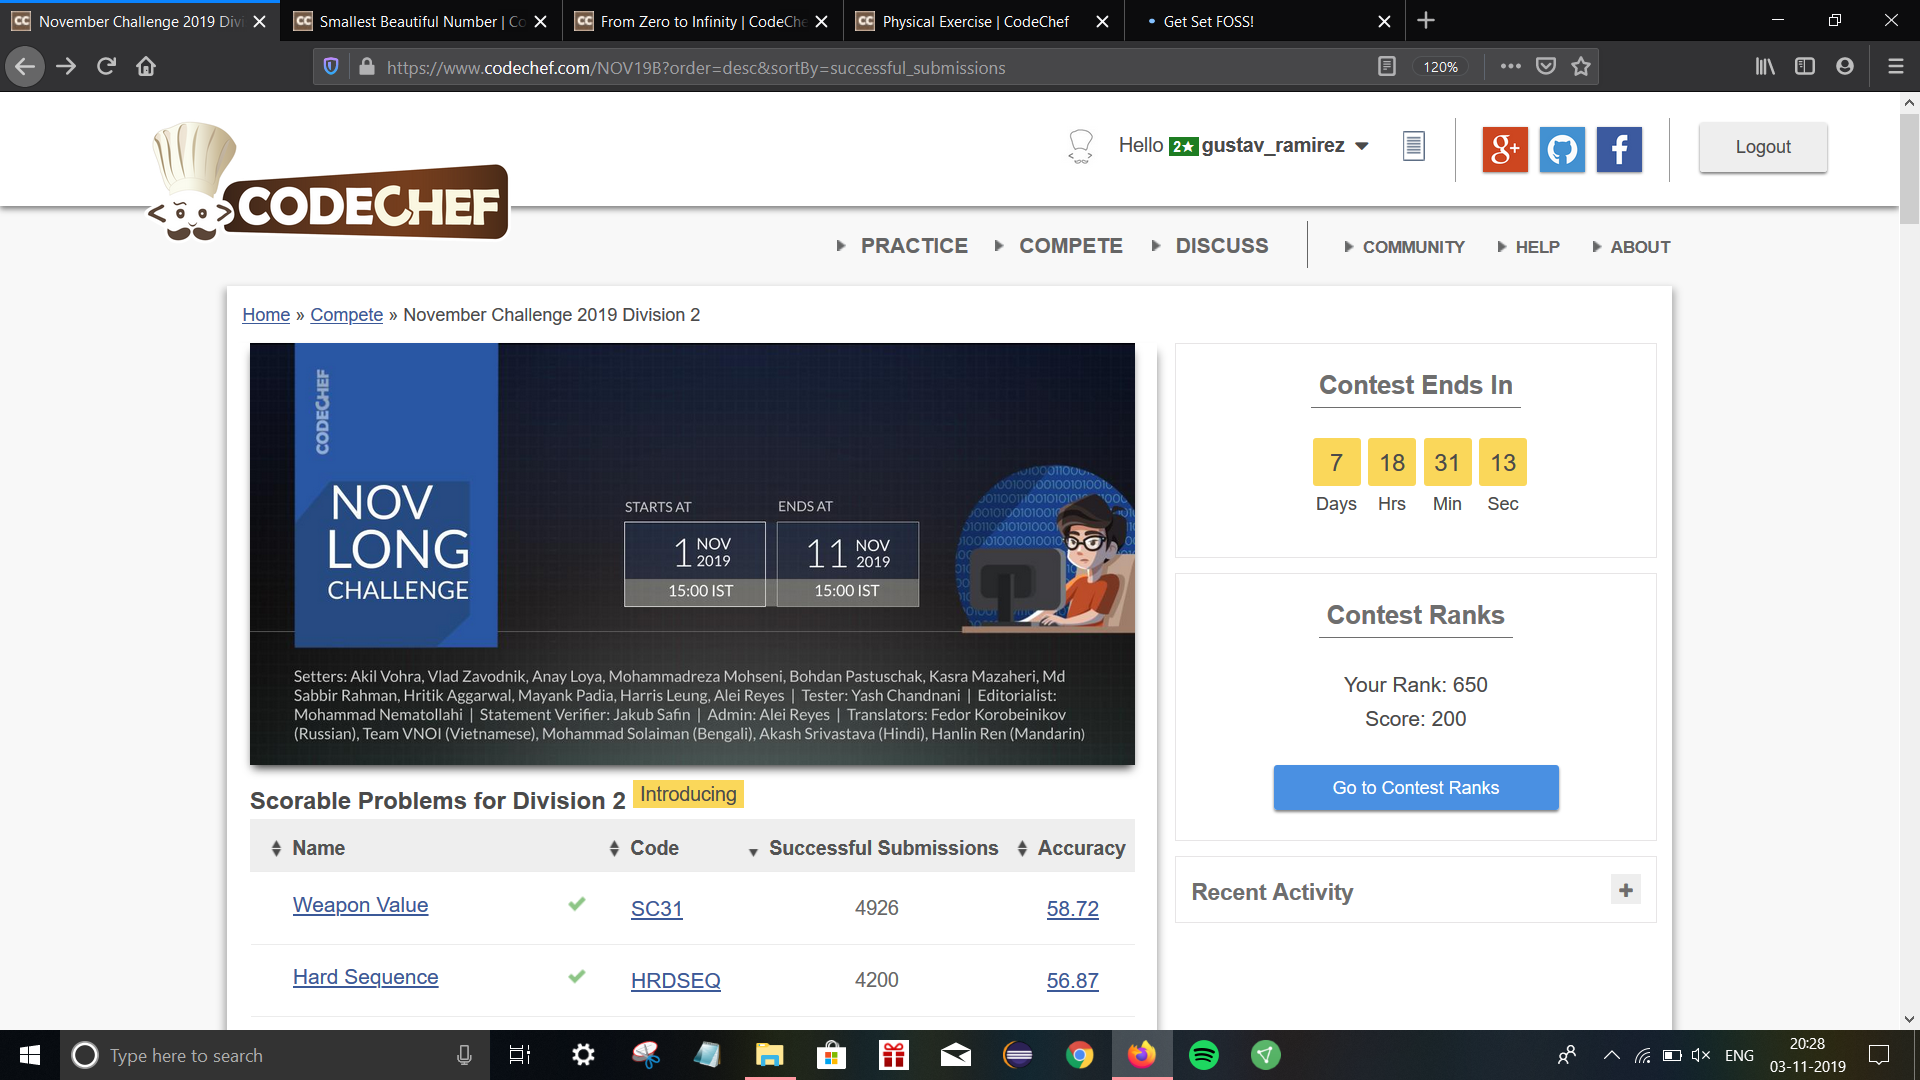 November Challenge 2019 Divi
Smallest Beautiful Number | Co
From Zero to Infinity | CodeChe
Physical Exercise | CodeChef
Get Set FOSS!
https://www.codechef.com/NOV19B?order=desc&sortBy=successful_submissions
120%
CODECHEF
Hello 2★ gustav_ramirez
Logout
PRACTICE
COMPETE
DISCUSS
COMMUNITY
HELP
ABOUT
Home » Compete » November Challenge 2019 Division 2
CODECHEF
NOV
LONG
CHALLENGE
STARTS AT
1 NOV 2019
15:00 IST
ENDS AT
11 NOV 2019
15:00 IST
Setters: Akil Vohra, Vlad Zavodnik, Anay Loya, Mohammadreza Mohseni, Bohdan Pastuschak, Kasra Mazaheri, Md
Sabbir Rahman, Hritik Aggarwal, Mayank Padia, Harris Leung, Alei Reyes | Tester: Yash Chandnani | Editorialist:
Mohammad Nematollahi | Statement Verifier: Jakub Safin | Admin: Alei Reyes | Translators: Fedor Korobeinikov
(Russian), Team VNOI (Vietnamese), Mohammad Solaiman (Bengali), Akash Srivastava (Hindi), Hanlin Ren (Mandarin)
Contest Ends In
7 18 31 13
Days Hrs Min Sec
Contest Ranks
Your Rank: 650
Score: 200
Go to Contest Ranks
Recent Activity
Scorable Problems for Division 2 Introducing
Name Code Successful Submissions Accuracy
Weapon Value SC31 4926 58.72
Hard Sequence HRDSEQ 4200 56.87
Type here to search
ENG
20:28
03-11-2019